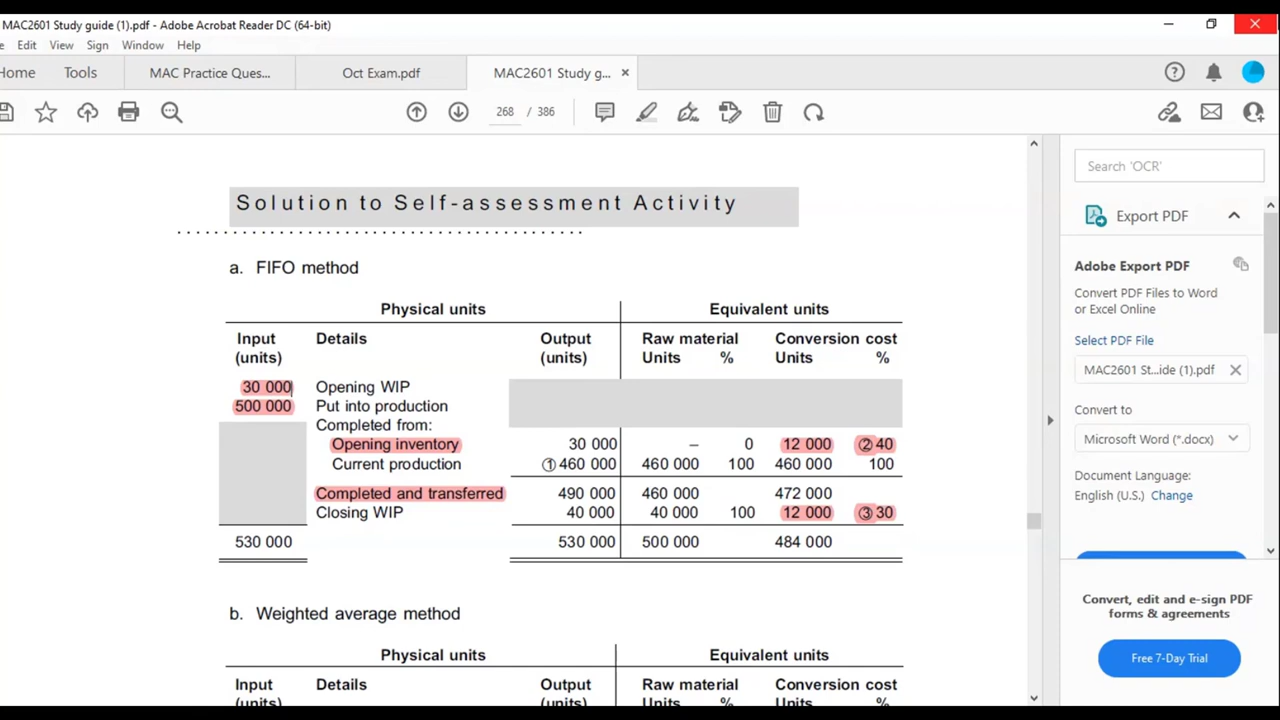 MAC2601 Study guide (1).pdf - Adobe Acrobat Reader DC (64-bit)
Edit View Sign Window Help
Home Tools MAC Practice Ques... Oct Exam.pdf MAC2601 Study g... ×
268 / 386
Search 'OCR'
Export PDF
Adobe Export PDF
Convert PDF Files to Word
or Excel Online
Select PDF File
MAC2601 St...ide (1).pdf
Convert to
Microsoft Word (*.docx)
Document Language:
English (U.S.) Change
Convert, edit and e-sign PDF
forms & agreements
Free 7-Day Trial
Solution to Self-assessment Activity
a. FIFO method
Physical units Equivalent units
Input Details Output Raw material Conversion cost
(units) (units) Units % Units %
30 000 Opening WIP
500 000 Put into production
Completed from:
Opening inventory 30 000 – 0 12 000 ② 40
Current production ① 460 000 460 000 100 460 000 100
Completed and transferred 490 000 460 000 472 000
Closing WIP 40 000 40 000 100 12 000 ③ 30
530 000 530 000 500 000 484 000
b. Weighted average method
Physical units Equivalent units
Input Details Output Raw material Conversion cost
(units) (units) Units % Units %